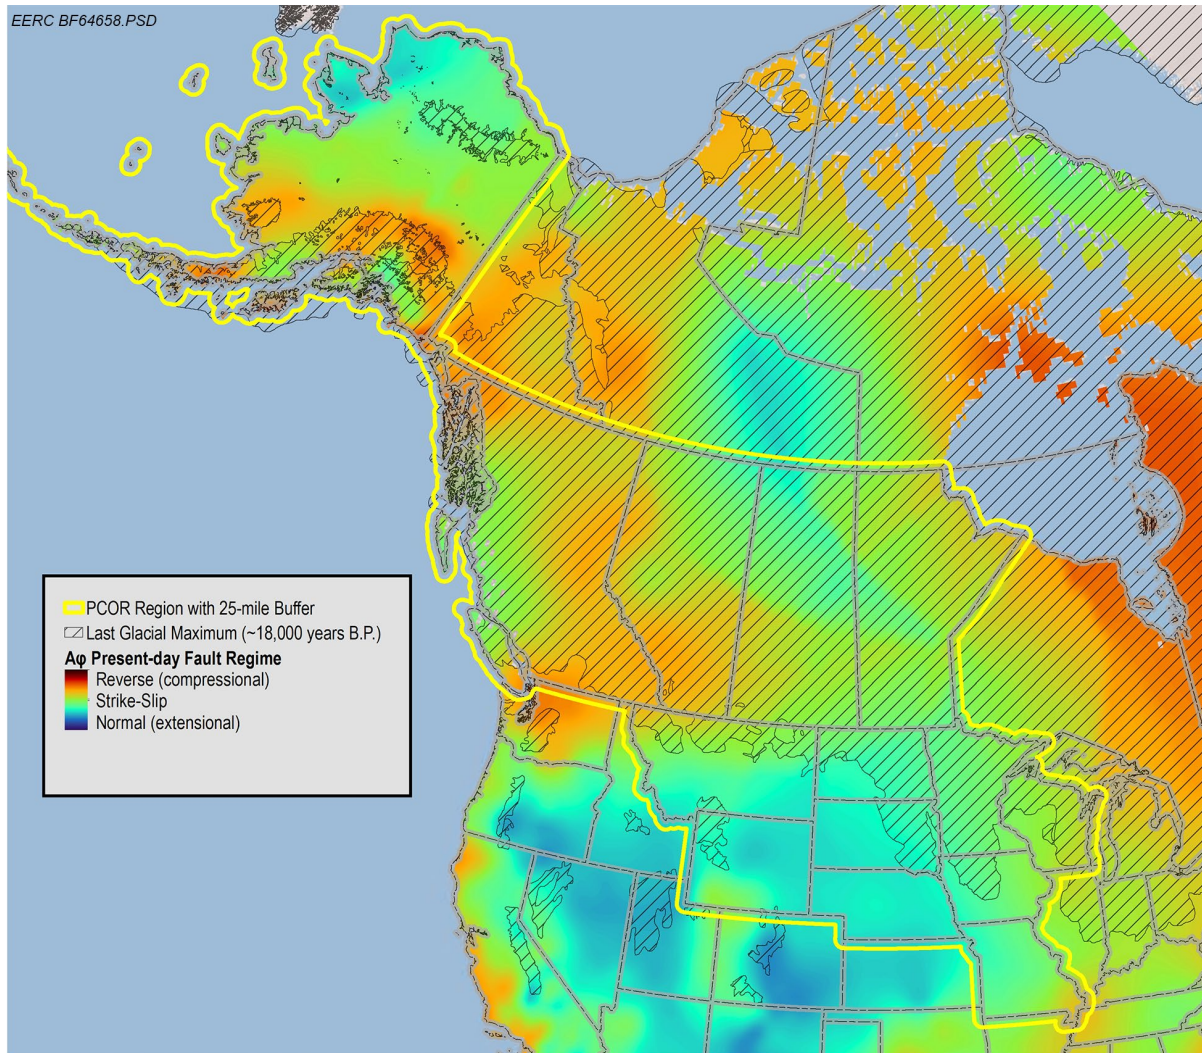 EERC BF64658.PSD
PCOR Region with 25-mile Buffer
Last Glacial Maximum (~18,000 years B.P.)
Aφ Present-day Fault Regime
Reverse (compressional)
Strike-Slip
Normal (extensional)